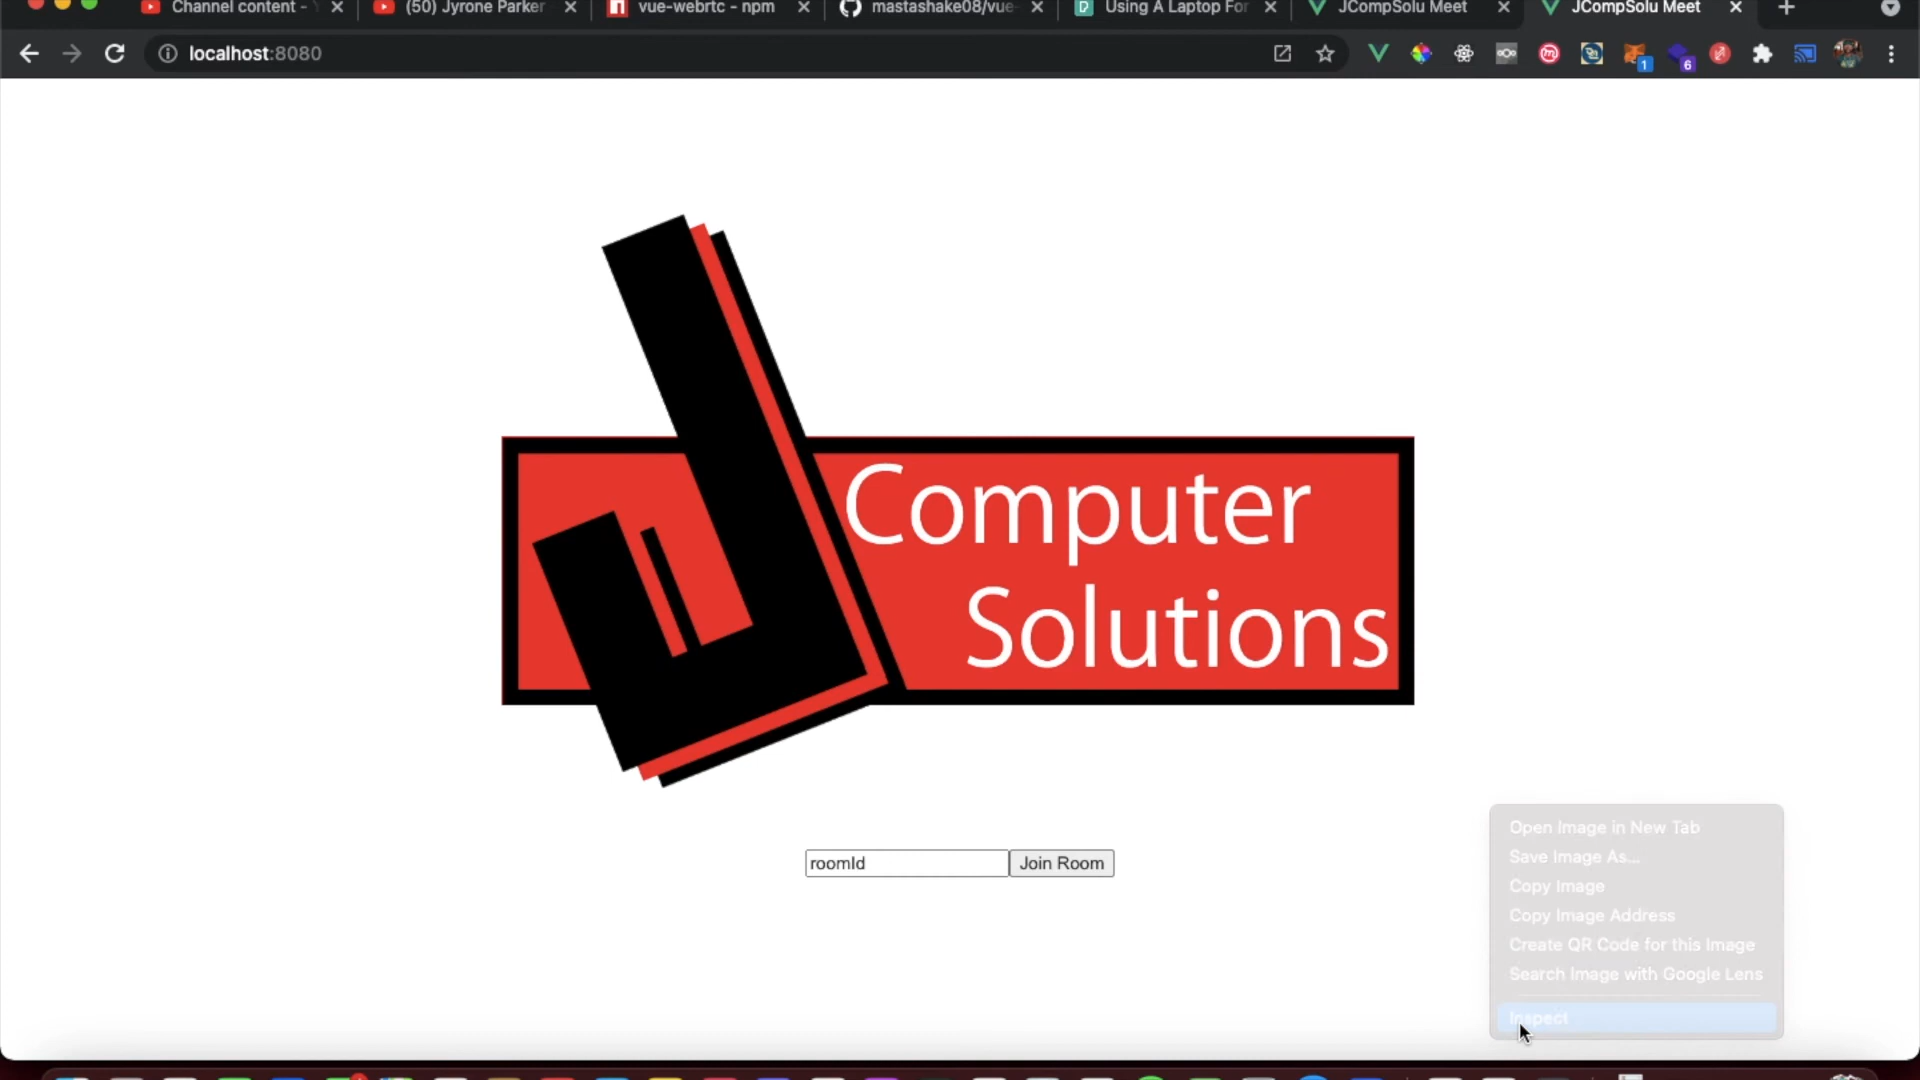 Channel content -
(50) Jyrone Parker
vue-webrtc - npm
mastashake08/vue-
Using A Laptop For
JCompSolu Meet
JCompSolu Meet
localhost:8080
1
6
Computer
Solutions
roomId
Join Room
Open Image in New Tab
Save Image As...
Copy Image
Copy Image Address
Create QR Code for this Image
Search Image with Google Lens
Inspect